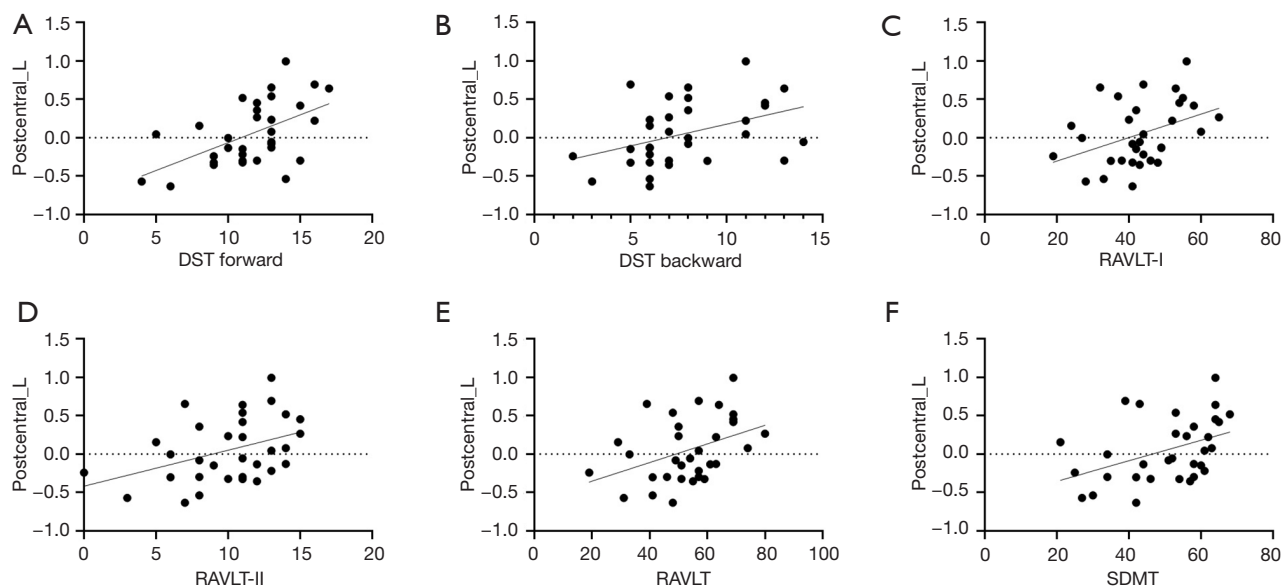 A
Postcentral_L
1.5
1.0
0.5
0.0
−0.5
−1.0
0 5 10 15 20
DST forward
B
Postcentral_L
1.5
1.0
0.5
0.0
−0.5
−1.0
0 5 10 15
DST backward
C
Postcentral_L
1.5
1.0
0.5
0.0
−0.5
−1.0
0 20 40 60 80
RAVLT-I
D
Postcentral_L
1.5
1.0
0.5
0.0
−0.5
−1.0
0 5 10 15 20
RAVLT-II
E
Postcentral_L
1.5
1.0
0.5
0.0
−0.5
−1.0
0 20 40 60 80 100
RAVLT
F
Postcentral_L
1.5
1.0
0.5
0.0
−0.5
−1.0
0 20 40 60 80
SDMT